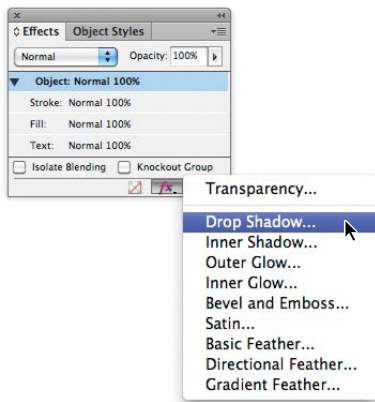 Effects Object Styles
Normal Opacity: 100%
Object: Normal 100%
Stroke: Normal 100%
Fill: Normal 100%
Text: Normal 100%
Isolate Blending Knockout Group
fx.
Transparency...
Drop Shadow...
Inner Shadow...
Outer Glow...
Inner Glow...
Bevel and Emboss...
Satin...
Basic Feather...
Directional Feather...
Gradient Feather...